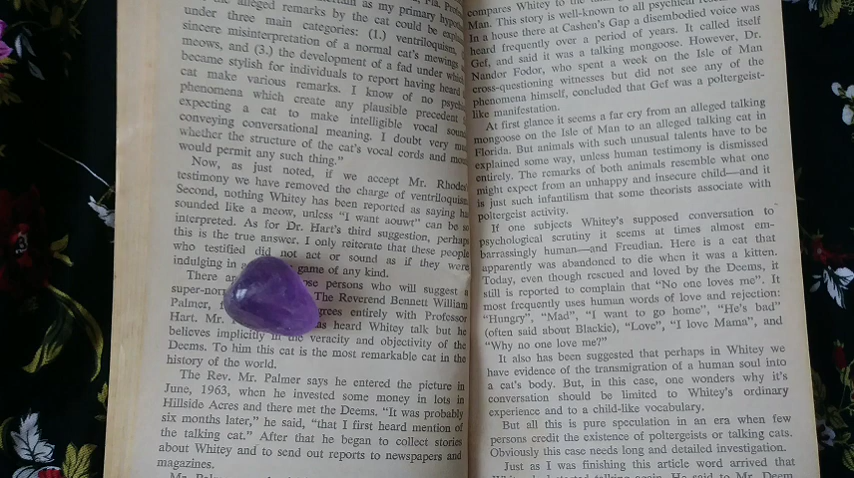 the alleged remarks by the cat could be
under three main categories: (1.) ventriloquism,
sincere misinterpretation of a normal cat's mewings
meows, and (3.) the development of a fad under which
became stylish for individuals to report having heard
cat make various remarks. I know of no
phenomena which create any plausible precedent
expecting a cat to make intelligible vocal
conveying conversational meaning. I doubt very
whether the structure of the cat's vocal cords and
would permit any such thing."
Now, as just noted, if we accept Mr.
testimony we have removed the charge of ventriloquism
Second, nothing Whitey has been reported as saying
sounded like a meow, unless "I want aouwt" can be so
interpreted. As for Dr. Hart's third suggestion, perhaps
this is the true answer. I only reiterate that these people
who testified did not act or sound as if they were
indulging in game of any kind.
There persons who will suggest a
The Reverend Bennett William
Palmer, entirely with Professor
Hart. Mr. heard Whitey talk but he
believes implicitly in the veracity and objectivity of the
Deems. To him this cat is the most remarkable cat in the
history of the world.
The Rev. Mr. Palmer says he entered the picture in
June, 1963, when he invested some money in lots in
Hillside Acres and there met the Deems. "It was probably
six months later," he said, "that I first heard mention of
the talking cat." After that he began to collect stories
about Whitey and to send out reports to newspapers and
magazines.
compares Whitey to the
Man. This story is well-known to all
In a house there at Cashen's Gap a disembodied voice was
heard frequently over a period of years. It called itself
Gef, and said it was a talking mongoose. However, Dr.
Nandor Fodor, who spent a week on the Isle of Man
cross-questioning witnesses but did not see any of the
phenomena himself, concluded that Gef was a poltergeist-
like manifestation.
At first glance it seems a far cry from an alleged talking
mongoose on the Isle of Man to an alleged talking cat in
Florida. But animals with such unusual talents have to be
explained some way, unless human testimony is dismissed
entirely. The remarks of both animals resemble what one
might expect from an unhappy and insecure child—and it
is just such infantilism that some theorists associate with
poltergeist activity.
If one subjects Whitey's supposed conversation to
psychological scrutiny it seems at times almost em-
barrassingly human—and Freudian. Here is a cat that
apparently was abandoned to die when it was a kitten.
Today, even though rescued and loved by the Deems, it
still is reported to complain that "No one loves me". It
most frequently uses human words of love and rejection:
"Hungry", "Mad", "I want to go home", "He's bad"
(often said about Blackie), "Love", "I love Mama", and
"Why no one love me?"
It also has been suggested that perhaps in Whitey we
have evidence of the transmigration of a human soul into
a cat's body. But, in this case, one wonders why it's
conversation should be limited to Whitey's ordinary
experience and to a child-like vocabulary.
But all this is pure speculation in an era when few
persons credit the existence of poltergeists or talking cats.
Obviously this case needs long and detailed investigation.
Just as I was finishing this article word arrived that